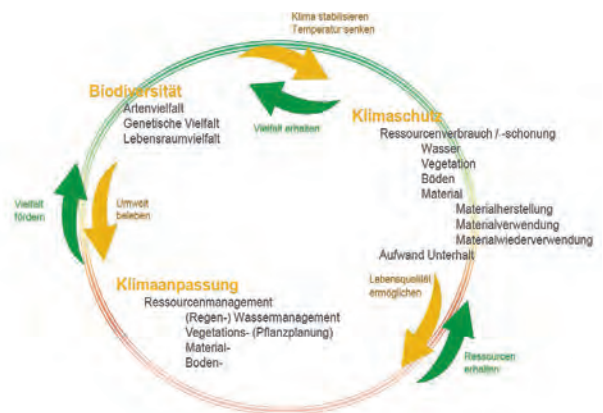 Klima stabilisieren
Temperatur senken
Biodiversität
Artenvielfalt
Genetische Vielfalt
Lebensraumvielfalt
Vielfalt erhalten
Klimaschutz
Ressourcenverbrauch / -schonung
Wasser
Vegetation
Böden
Material
Materialherstellung
Materialverwendung
Materialwiederverwendung
Aufwand Unterhalt
Vielfalt
fördern
Umwelt
beleben
Klimaanpassung
Ressourcenmanagement
(Regen-) Wassermanagement
Vegetations- (Pflanzplanung)
Material-
Boden-
Lebensqualität
ermöglichen
Ressourcen
erhalten